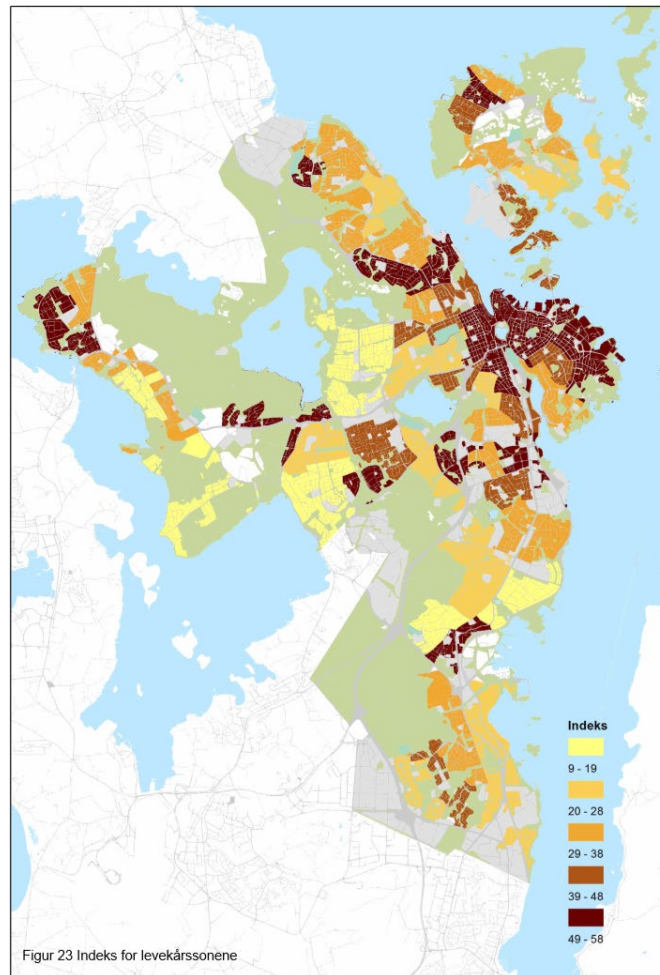 Indeks
9 - 19
20 - 28
29 - 38
39 - 48
49 - 58
Figur 23 Indeks for levekårssonene